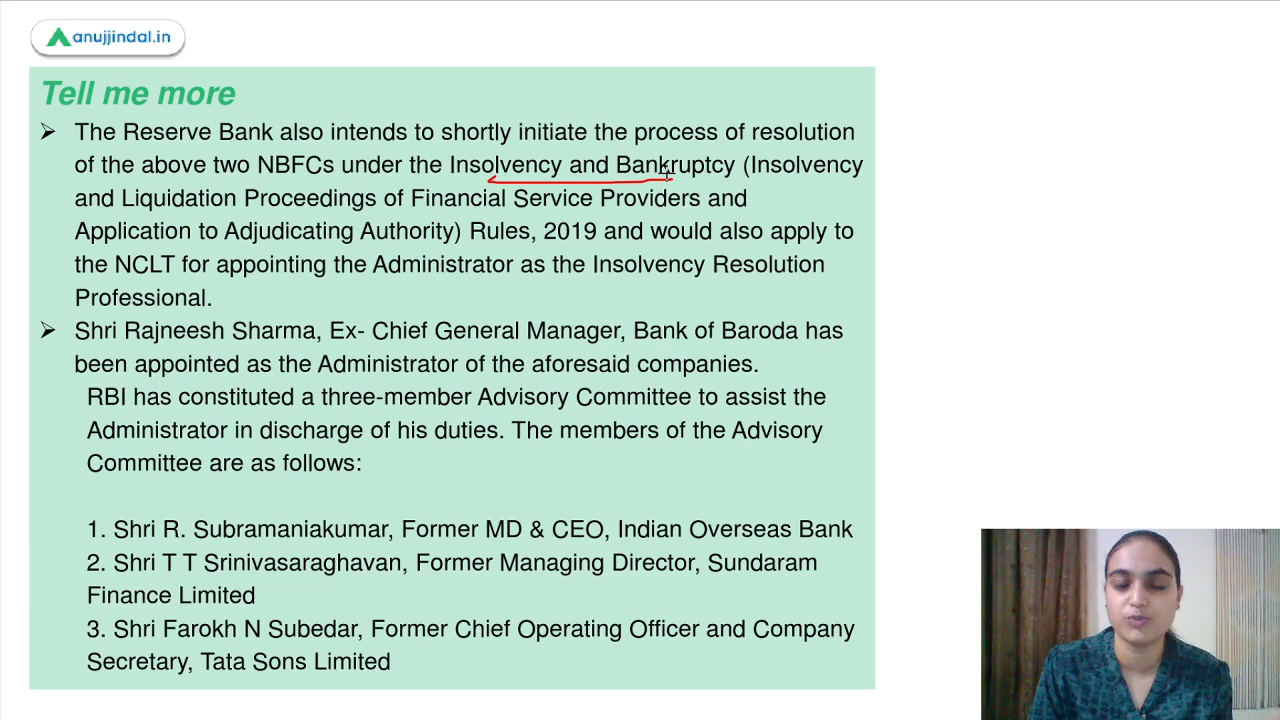 anujjindal.in
Tell me more
➢ The Reserve Bank also intends to shortly initiate the process of resolution
of the above two NBFCs under the Insolvency and Bankruptcy (Insolvency
and Liquidation Proceedings of Financial Service Providers and
Application to Adjudicating Authority) Rules, 2019 and would also apply to
the NCLT for appointing the Administrator as the Insolvency Resolution
Professional.
➢ Shri Rajneesh Sharma, Ex- Chief General Manager, Bank of Baroda has
been appointed as the Administrator of the aforesaid companies.
RBI has constituted a three-member Advisory Committee to assist the
Administrator in discharge of his duties. The members of the Advisory
Committee are as follows:
1. Shri R. Subramaniakumar, Former MD & CEO, Indian Overseas Bank
2. Shri T T Srinivasaraghavan, Former Managing Director, Sundaram
Finance Limited
3. Shri Farokh N Subedar, Former Chief Operating Officer and Company
Secretary, Tata Sons Limited